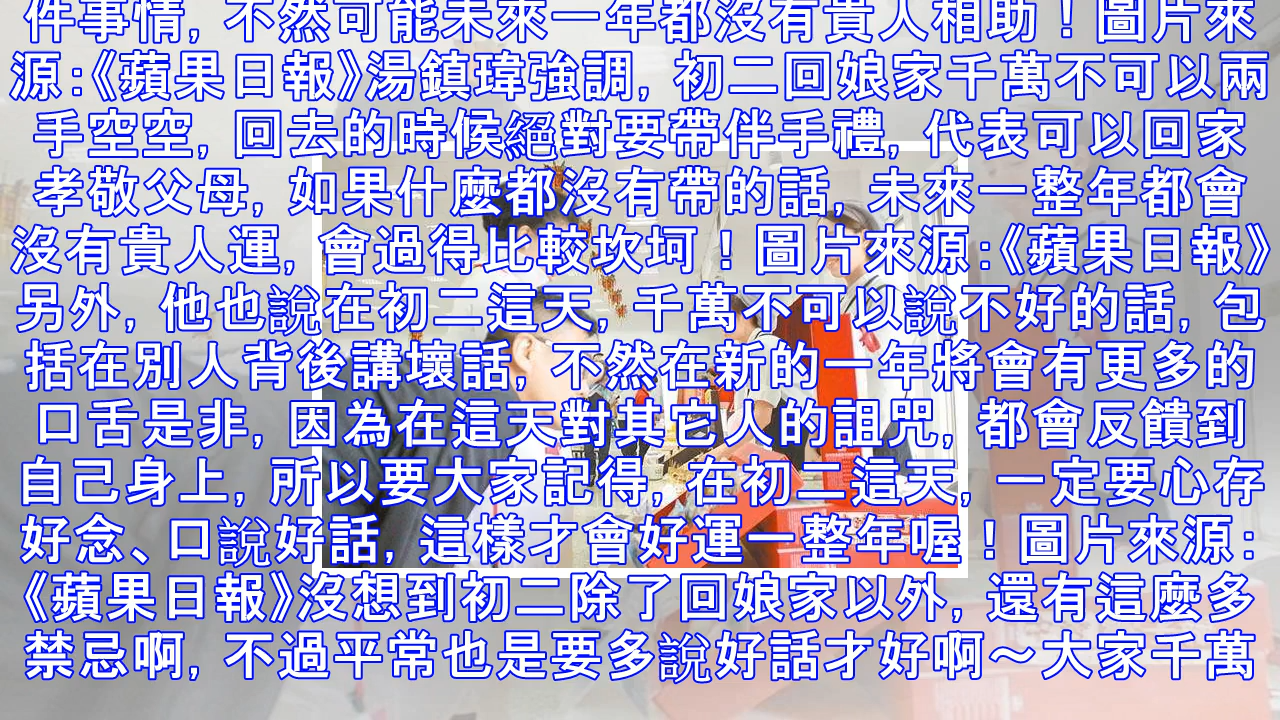 件事情, 不然可能未來一年都沒有貴人相助！圖片來
源:《蘋果日報》湯鎮瑋強調, 初二回娘家千萬不可以兩
手空空, 回去的時候絕對要帶伴手禮, 代表可以回家
孝敬父母, 如果什麼都沒有帶的話, 未來一整年都會
沒有貴人運, 會過得比較坎坷！圖片來源:《蘋果日報》
另外, 他也說在初二這天, 千萬不可以說不好的話, 包
括在別人背後講壞話, 不然在新的一年將會有更多的
口舌是非, 因為在這天對其它人的詛咒, 都會反饋到
自己身上, 所以要大家記得, 在初二這天, 一定要心存
好念、口說好話, 這樣才會好運一整年喔！圖片來源:
《蘋果日報》沒想到初二除了回娘家以外, 還有這麼多
禁忌啊, 不過平常也是要多說好話才好啊～大家千萬